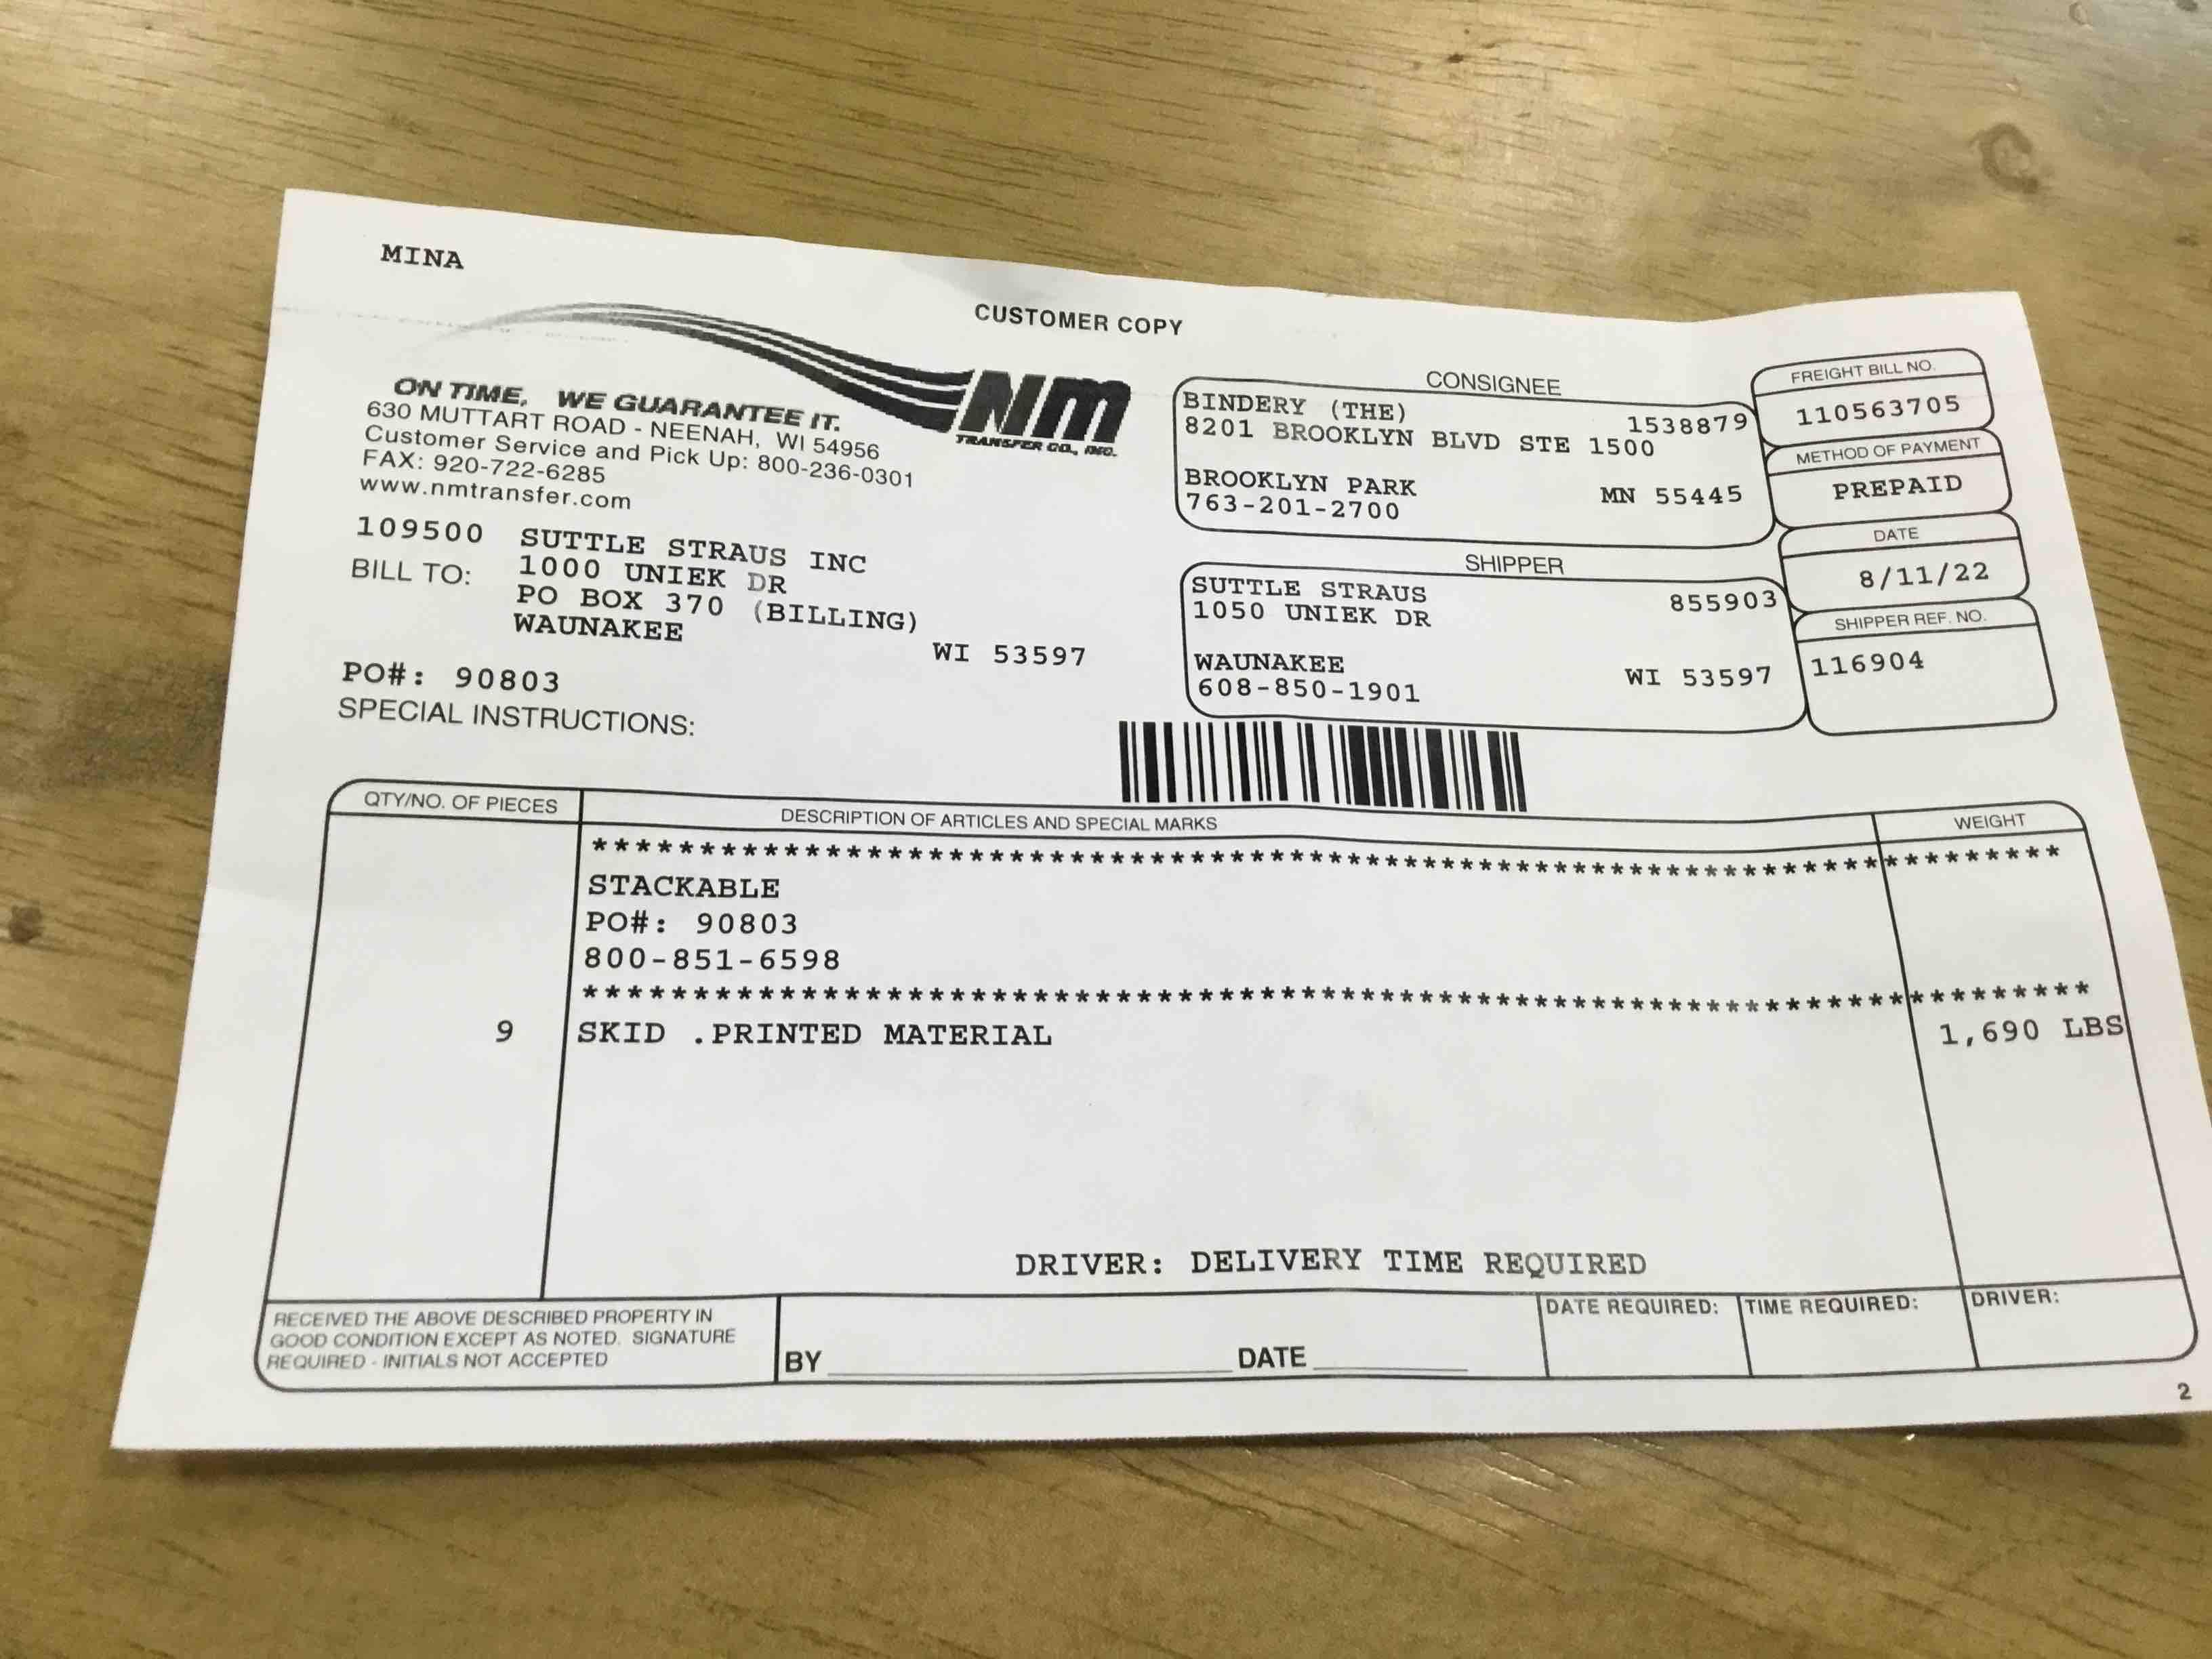 MINA
CUSTOMER COPY
NM
TRANSFER CO., INC.
ON TIME, WE GUARANTEE IT.
630 MUTTART ROAD - NEENAH, WI 54956
Customer Service and Pick Up: 800-236-0301
FAX: 920-722-6285
www.nmtransfer.com
109500 SUTTLE STRAUS INC
BILL TO: 1000 UNIEK DR
PO BOX 370 (BILLING)
WAUNAKEE
WI 53597
PO#: 90803
SPECIAL INSTRUCTIONS:
CONSIGNEE
BINDERY (THE) 1538879
8201 BROOKLYN BLVD STE 1500
BROOKLYN PARK MN 55445
763-201-2700
SHIPPER
SUTTLE STRAUS 855903
1050 UNIEK DR
WAUNAKEE WI 53597
608-850-1901
FREIGHT BILL NO.
110563705
METHOD OF PAYMENT
PREPAID
DATE
8/11/22
SHIPPER REF. NO.
116904
QTY/NO. OF PIECES DESCRIPTION OF ARTICLES AND SPECIAL MARKS WEIGHT
**********************************************************************
STACKABLE
PO#: 90803
800-851-6598
**********************************************************************
9 SKID .PRINTED MATERIAL 1,690 LBS
DRIVER: DELIVERY TIME REQUIRED
RECEIVED THE ABOVE DESCRIBED PROPERTY IN
GOOD CONDITION EXCEPT AS NOTED. SIGNATURE
REQUIRED - INITIALS NOT ACCEPTED
BY DATE
DATE REQUIRED: TIME REQUIRED: DRIVER:
2